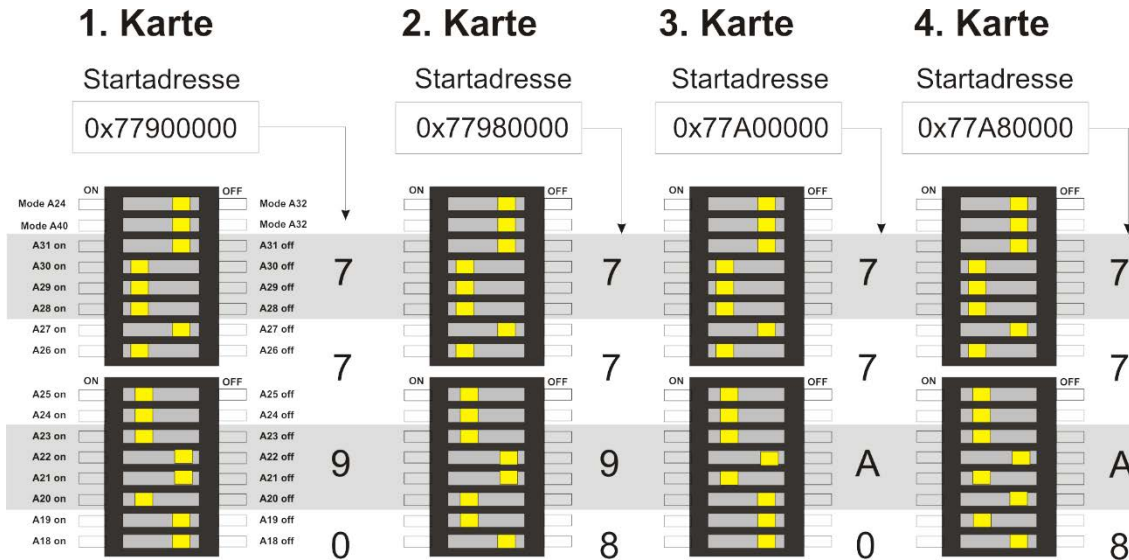 1. Karte 2. Karte 3. Karte 4. Karte
Startadresse Startadresse Startadresse Startadresse
0x77900000 0x77980000 0x77A00000 0x77A80000
ON OFF ON OFF ON OFF ON OFF
Mode A24 Mode A32
Mode A40 Mode A32
A31 on A31 off
A30 on A30 off 7 7 7 7
A29 on A29 off
A28 on A28 off
A27 on A27 off
A26 on A26 off 7 7 7 7
ON OFF ON OFF ON OFF ON OFF
A25 on A25 off
A24 on A24 off
A23 on A23 off
A22 on A22 off 9 9 A A
A21 on A21 off
A20 on A20 off
A19 on A19 off
A18 on A18 off 0 8 0 8